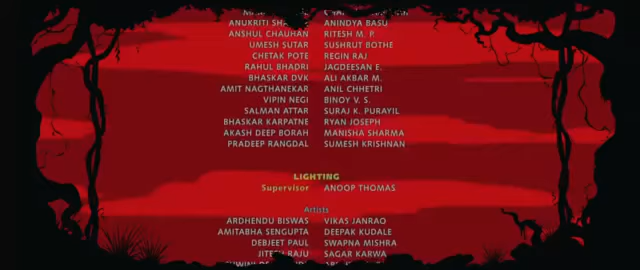 ANUKRITI ANINDYA BASU
ANSHUL CHAUHAN RITESH M. P.
UMESH SUTAR SUSHRUT BOTHE
CHETAK POTE REGIN RAJ
RAHUL BHADRI JAGDEESAN E.
BHASKAR DVK ALI AKBAR M.
AMIT NAGTHANEKAR ANIL CHHETRI
VIPIN NEGI BINOY V. S.
SALMAN ATTAR SURAJ K. PURAYIL
BHASKAR KARPATNE RYAN JOSEPH
AKASH DEEP BORAH MANISHA SHARMA
PRADEEP RANGDAL SUMESH KRISHNAN
LIGHTING
Supervisor ANOOP THOMAS
Artists
ARDHENDU BISWAS VIKAS JANRAO
AMITABHA SENGUPTA DEEPAK KUDALE
DEBJEET PAUL SWAPNA MISHRA
JITESH RAJU SAGAR KARWA